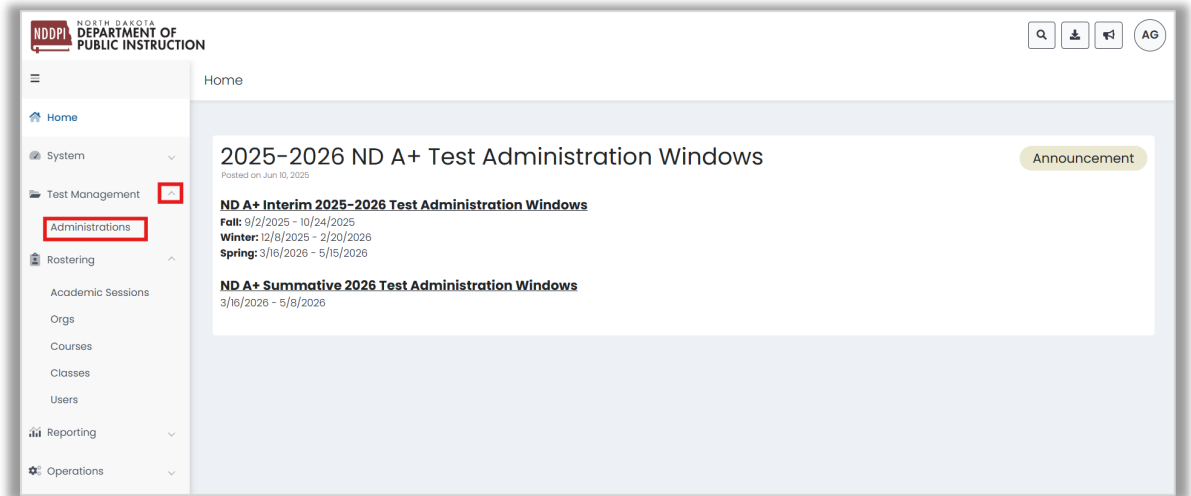 NDDPI
NORTH DAKOTA
DEPARTMENT OF
PUBLIC INSTRUCTION
AG
Home
Home
System
Test Management
Administrations
Rostering
Academic Sessions
Orgs
Courses
Classes
Users
Reporting
Operations
2025-2026 ND A+ Test Administration Windows
Announcement
Posted on Jun 10, 2025
ND A+ Interim 2025-2026 Test Administration Windows
Fall: 9/2/2025 - 10/24/2025
Winter: 12/8/2025 - 2/20/2026
Spring: 3/16/2026 - 5/15/2026
ND A+ Summative 2026 Test Administration Windows
3/16/2026 - 5/8/2026